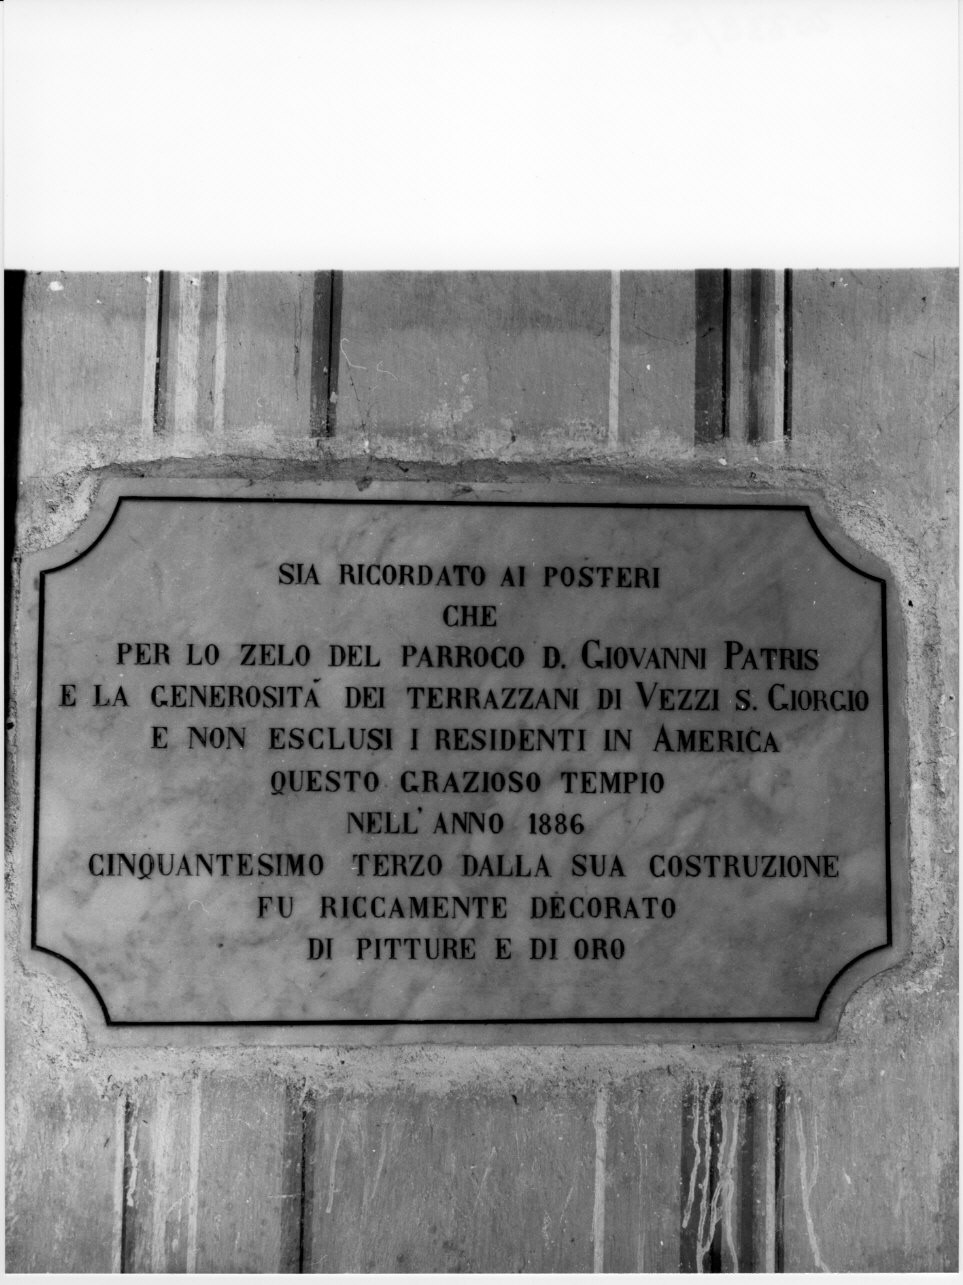 SIA RICORDATO AI POSTERI
CHE
PER LO ZELO DEL PARROCO D. GIOVANNI PATRIS
E LA GENEROSITÀ DEI TERRAZZANI DI VEZZI S. GIORGIO
E NON ESCLUSI I RESIDENTI IN AMERICA
QUESTO GRAZIOSO TEMPIO
NELL'ANNO 1886
CINQUANTESIMO TERZO DALLA SUA COSTRUZIONE
FU RICCAMENTE DECORATO
DI PITTURE E DI ORO